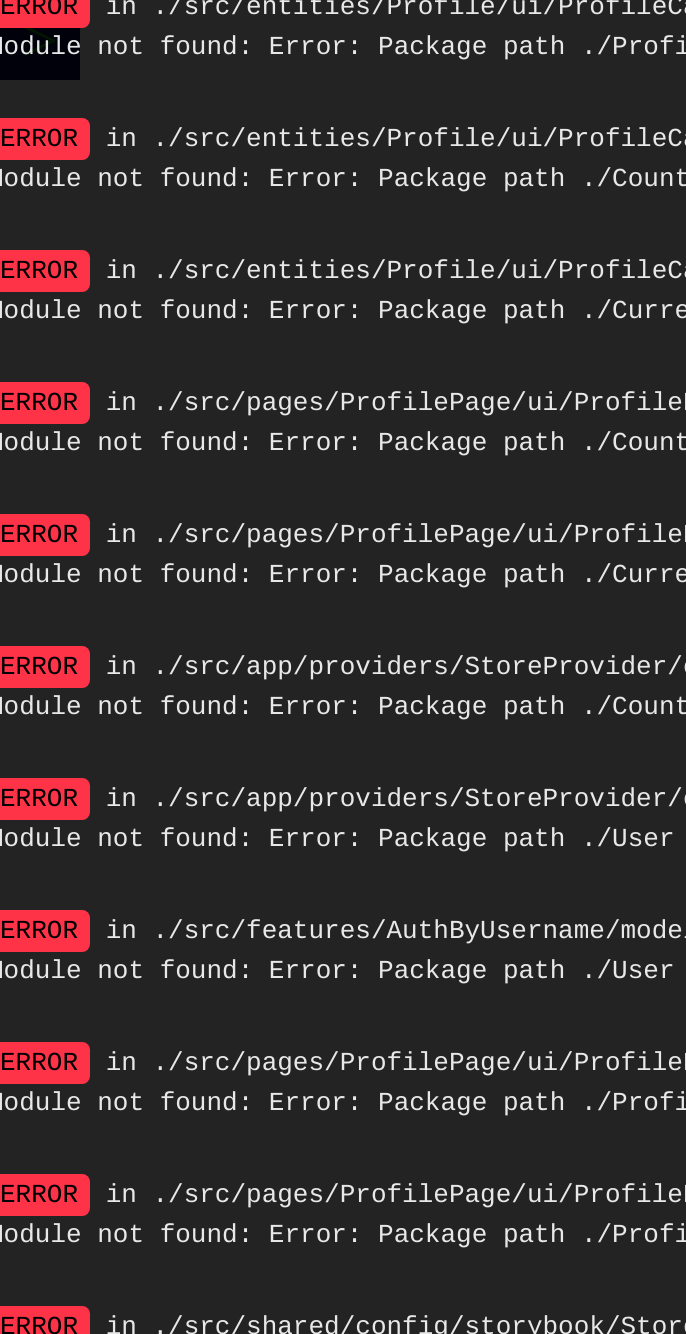 ERROR in ./src/entities/Profile/ui/ProfileCa
Module not found: Error: Package path ./Profi
ERROR in ./src/entities/Profile/ui/ProfileCa
Module not found: Error: Package path ./Count
ERROR in ./src/entities/Profile/ui/ProfileCa
Module not found: Error: Package path ./Curre
ERROR in ./src/pages/ProfilePage/ui/Profile
Module not found: Error: Package path ./Count
ERROR in ./src/pages/ProfilePage/ui/Profile
Module not found: Error: Package path ./Curre
ERROR in ./src/app/providers/StoreProvider/
Module not found: Error: Package path ./Count
ERROR in ./src/app/providers/StoreProvider/
Module not found: Error: Package path ./User
ERROR in ./src/features/AuthByUsername/mode
Module not found: Error: Package path ./User
ERROR in ./src/pages/ProfilePage/ui/Profile
Module not found: Error: Package path ./Profi
ERROR in ./src/pages/ProfilePage/ui/Profile
Module not found: Error: Package path ./Profi
ERROR in ./src/shared/config/storybook/Store